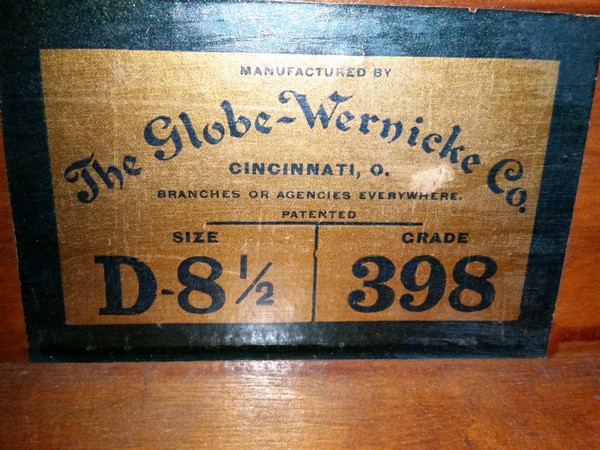 MANUFACTURED BY
The Globe-Wernicke Co.
CINCINNATI, O.
BRANCHES OR AGENCIES EVERYWHERE.
PATENTED
SIZE GRADE
D-8½ 398